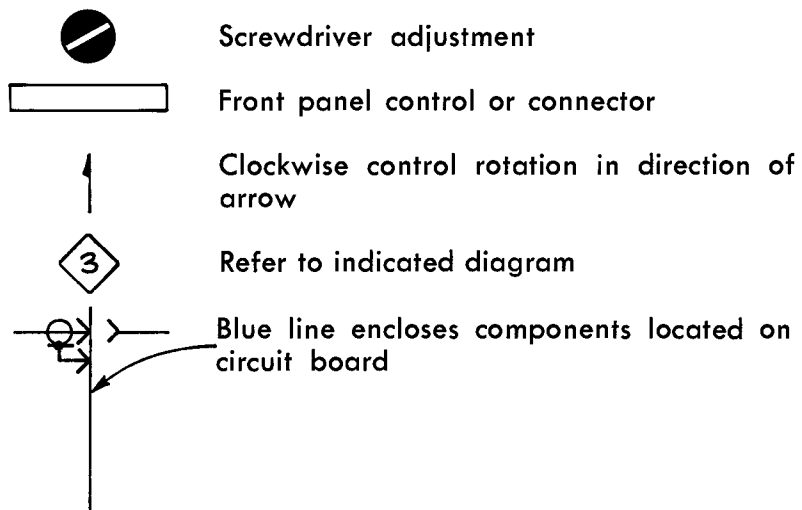 Screwdriver adjustment
Front panel control or connector
Clockwise control rotation in direction of
arrow
3
Refer to indicated diagram
Blue line encloses components located on
circuit board